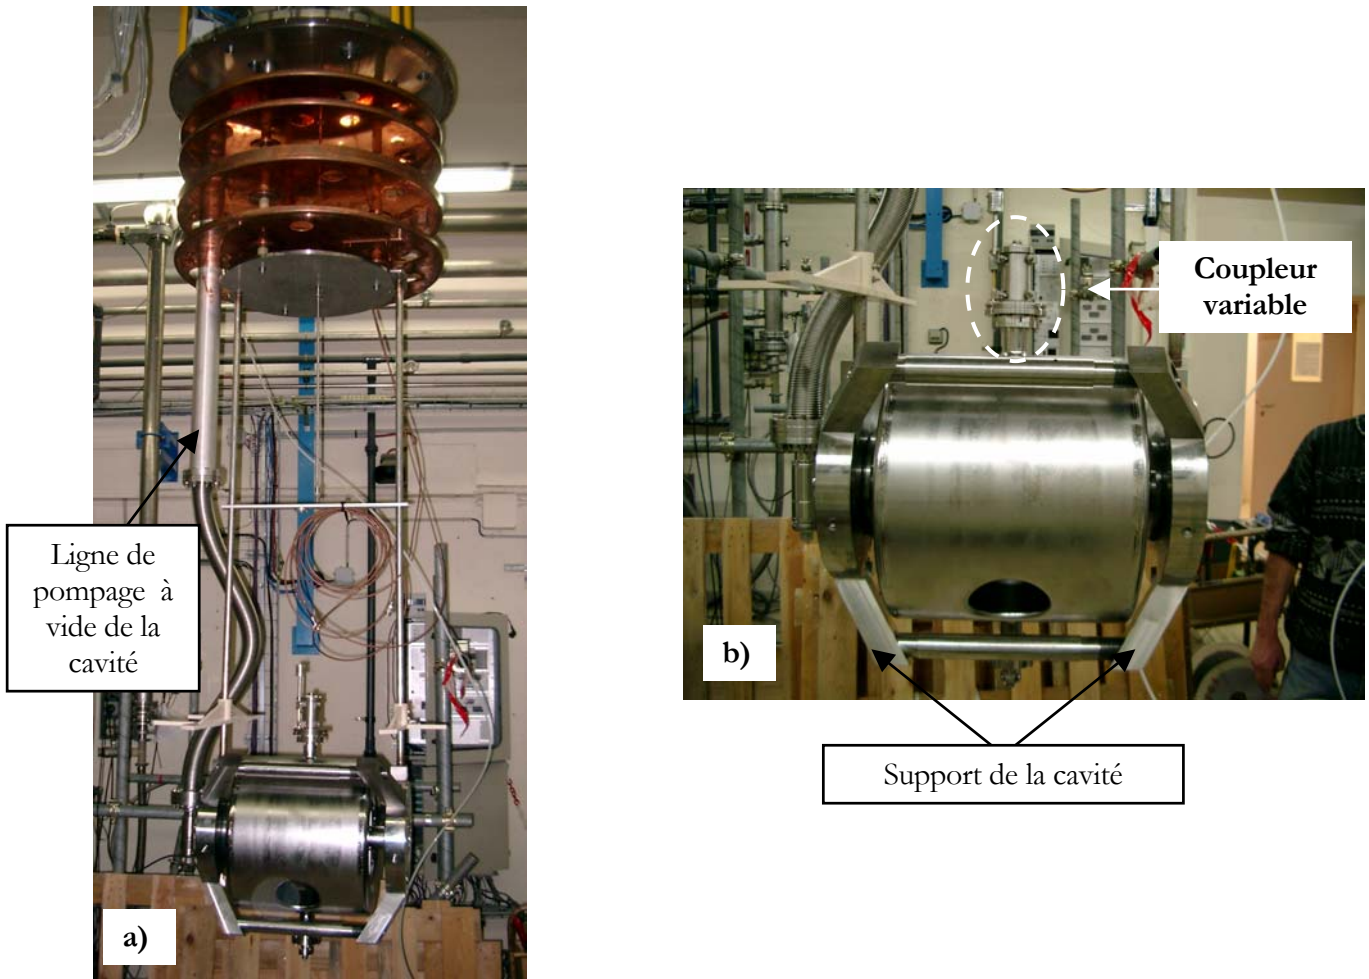 Ligne de
pompage à
vide de la
cavité
a)
Coupleur
variable
b)
Support de la cavité